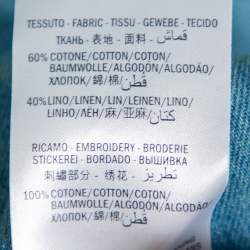 TESSUTO - FABRIC - TISSU - GEWEBE - TECIDO
ТКАНЬ - 表地 - 面料 - قماش
60% COTONE/COTTON/COTON/
BAUMWOLLE/ALGODÓN/ALGODÃO/
ХЛОПОК/綿/棉/قطن
40% LINO/LINEN/LIN/LEINEN/LINO/
LINHO/ЛЕН/麻/亚麻/كتان
RICAMO - EMBROIDERY - BRODERIE
STICKEREI - BORDADO - ВЫШИВКА
刺繡部分 - 绣花 - تطريز
100% COTONE/COTTON/COTON/
BAUMWOLLE/ALGODÓN/ALGODÃO/
ХЛОПОК/綿/棉/قطن